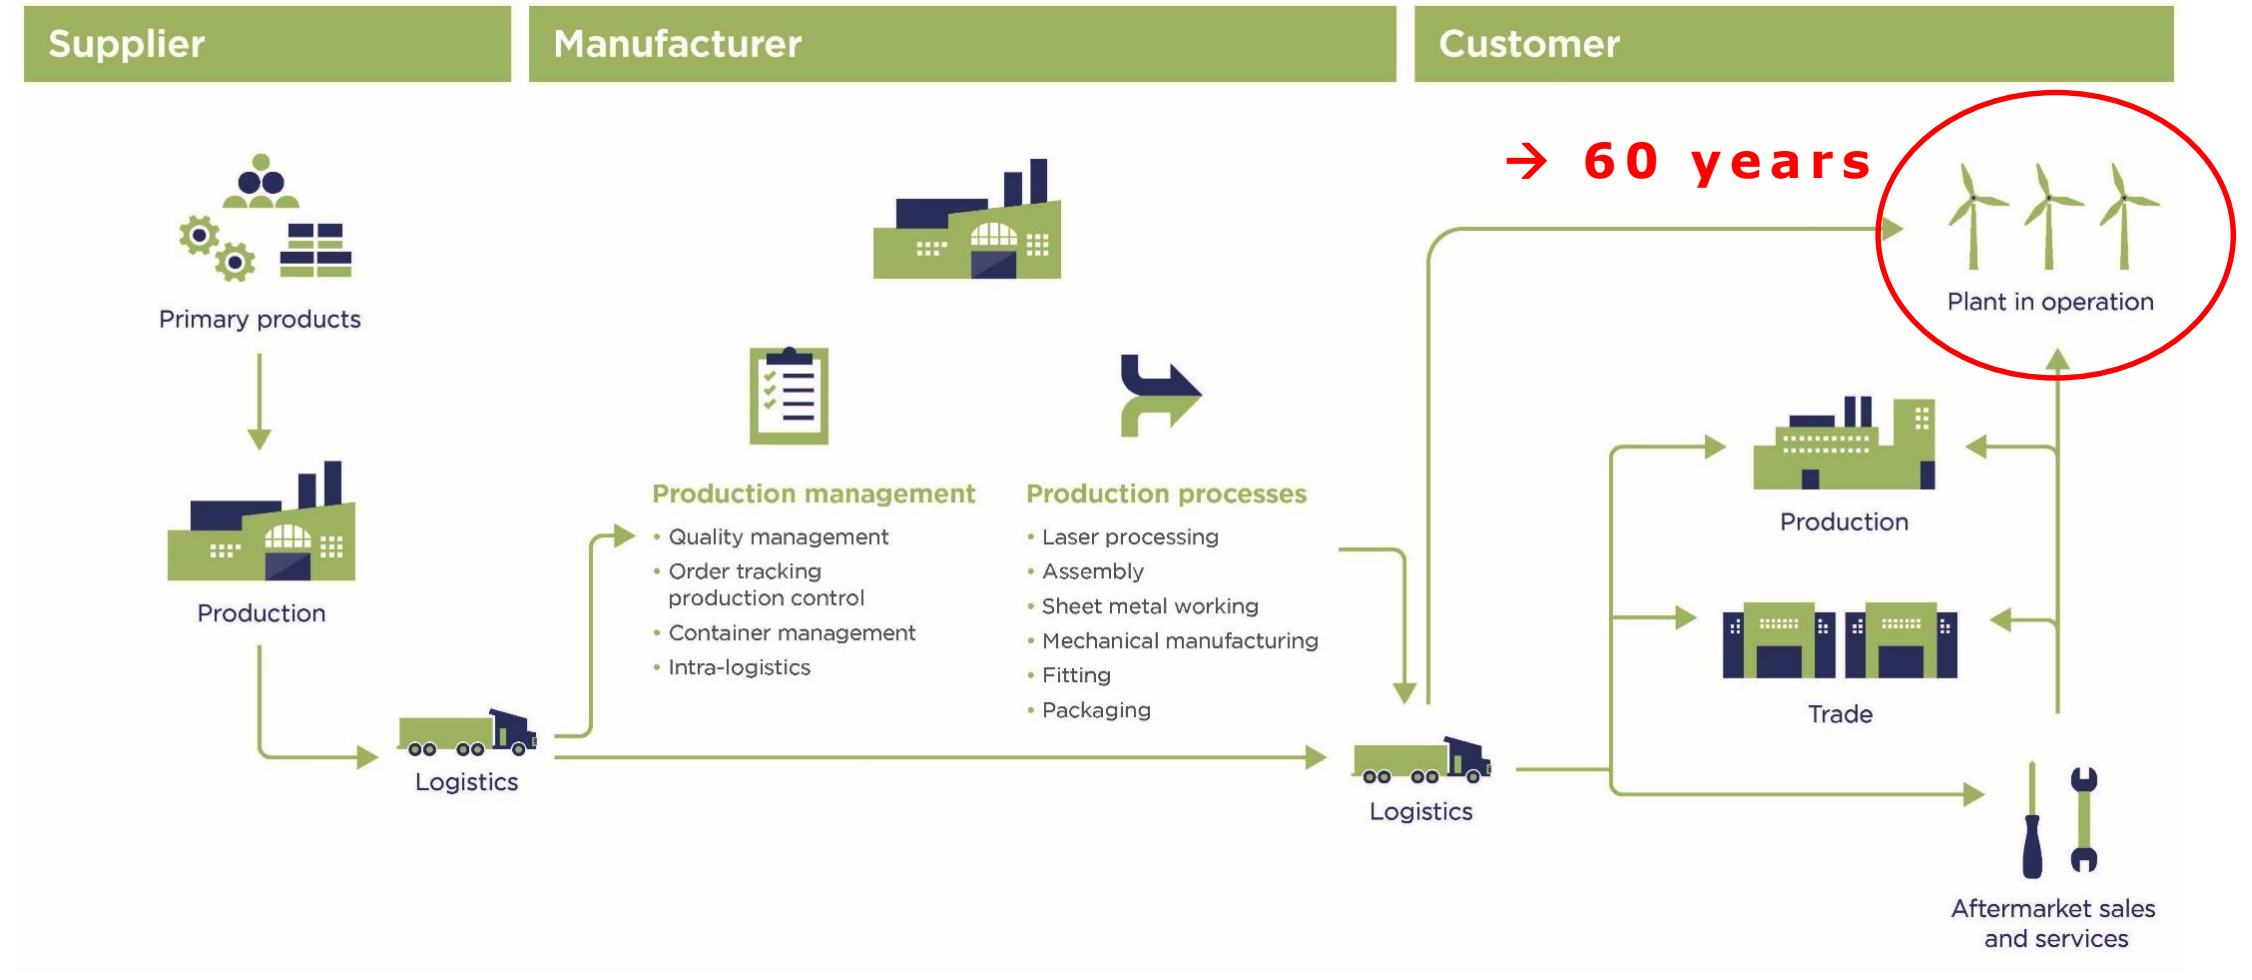 Supplier
Manufacturer
Customer
→ 60 years
Primary products
Plant in operation
Production
Production management
• Quality management
• Order tracking
production control
• Container management
• Intra-logistics
Production processes
• Laser processing
• Assembly
• Sheet metal working
• Mechanical manufacturing
• Fitting
• Packaging
Production
Trade
Logistics
Logistics
Aftermarket sales
and services